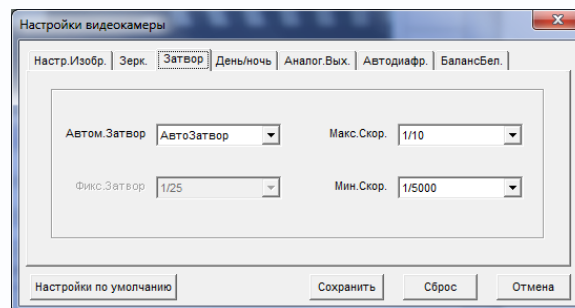 Настройки видеокамеры
Настр.Изобр. Зерк. Затвор День/ночь Аналог.Вых. Автодиафр. БалансБел.
Автом.Затвор АвтоЗатвор Макс.Скор. 1/10
Фикс.Затвор 1/25 Мин.Скор. 1/5000
Настройки по умолчанию Сохранить Сброс Отмена